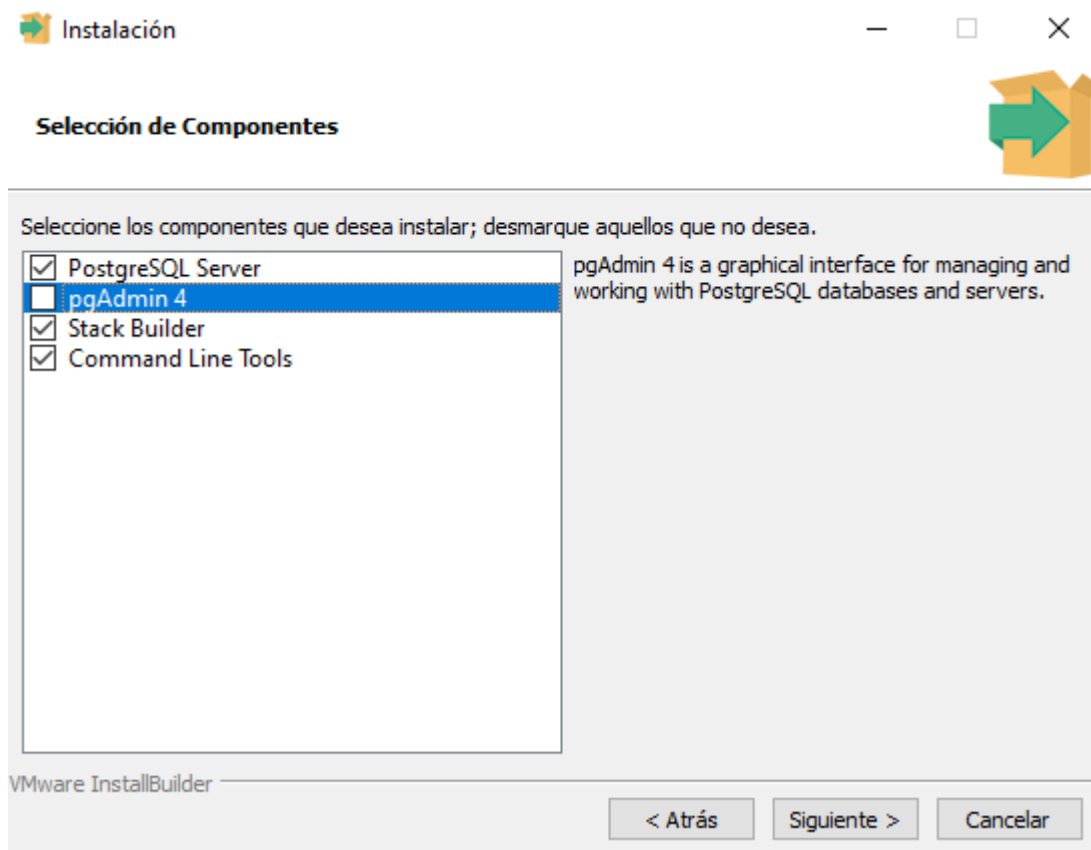 Instalación
Selección de Componentes
Seleccione los componentes que desea instalar; desmarque aquellos que no desea.
PostgreSQL Server
pgAdmin 4
Stack Builder
Command Line Tools
pgAdmin 4 is a graphical interface for managing and
working with PostgreSQL databases and servers.
VMware InstallBuilder
< Atrás
Siguiente >
Cancelar